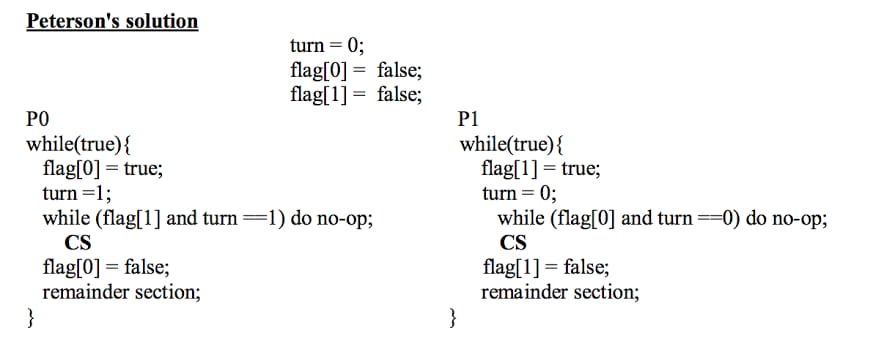 Peterson's solution
turn = 0;
flag[0] = false;
flag[1] = false;
P0
while(true){
flag[0] = true;
turn =1;
while (flag[1] and turn ==1) do no-op;
CS
flag[0] = false;
remainder section;
}
P1
while(true){
flag[1] = true;
turn = 0;
while (flag[0] and turn ==0) do no-op;
CS
flag[1] = false;
remainder section;
}